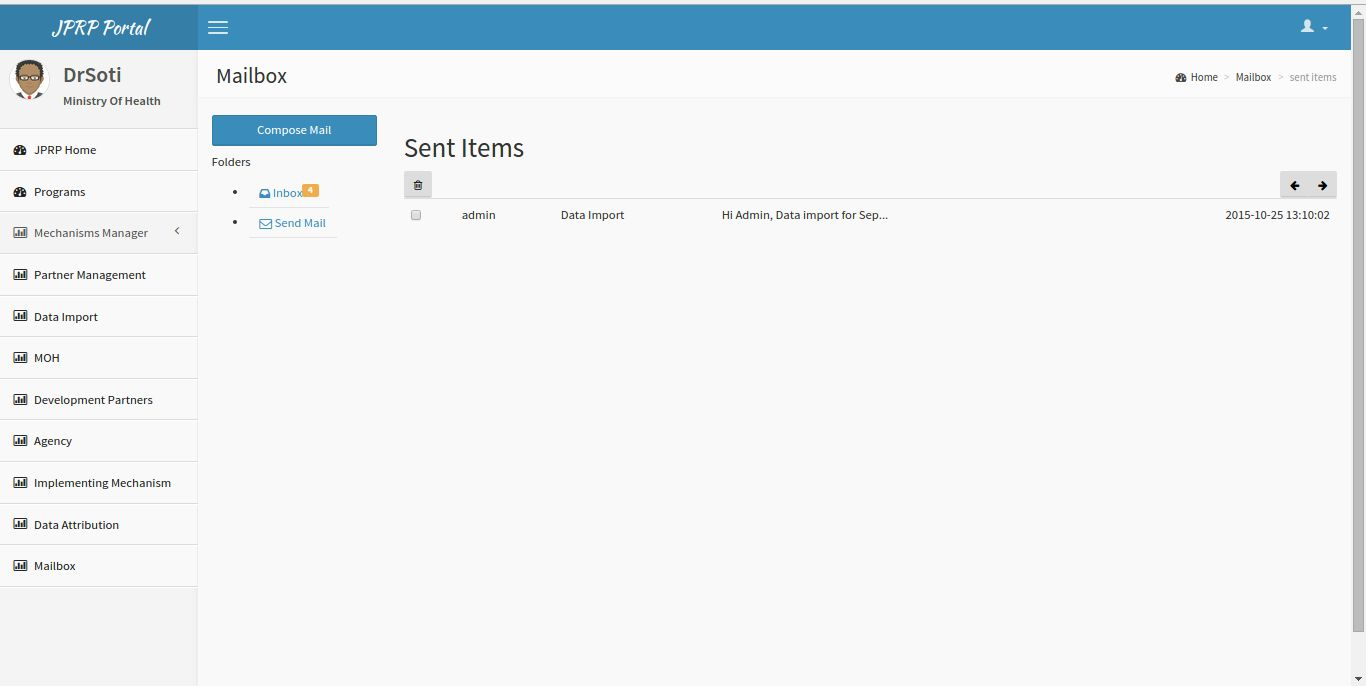 JPRP Portal
DrSoti
Ministry Of Health
JPRP Home
Programs
Mechanisms Manager
Partner Management
Data Import
MOH
Development Partners
Agency
Implementing Mechanism
Data Attribution
Mailbox
Mailbox
Home > Mailbox > sent items
Compose Mail
Folders
Inbox 4
Send Mail
Sent Items
admin Data Import Hi Admin, Data import for Sep... 2015-10-25 13:10:02